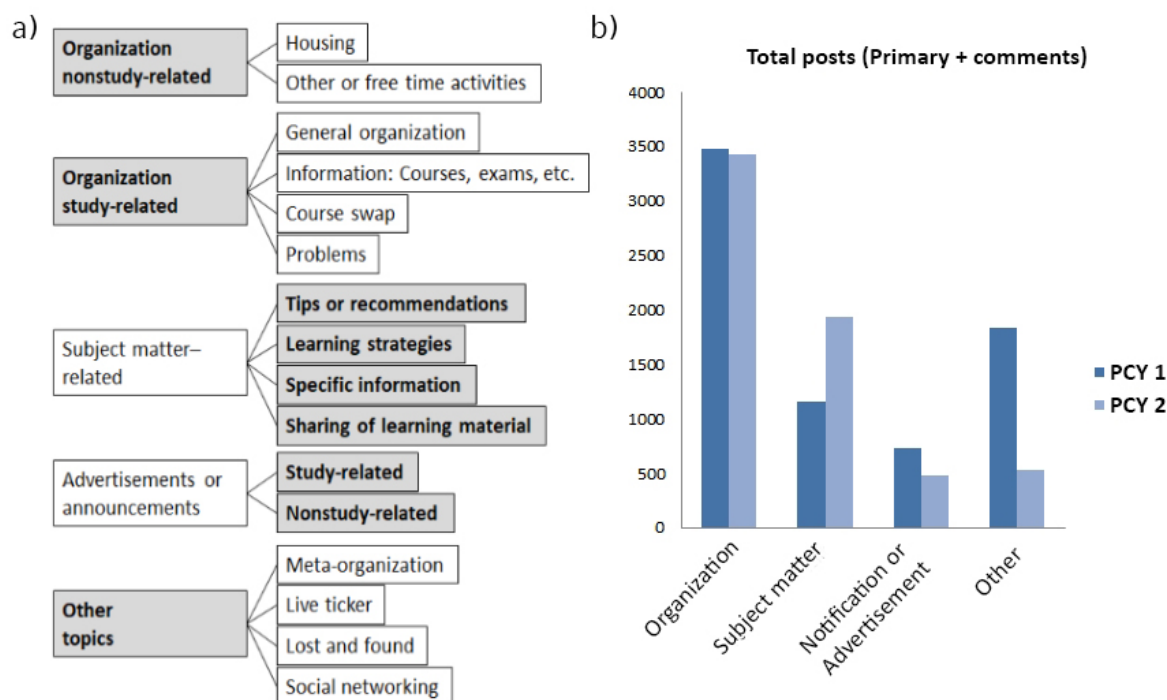 a)
Organization
nonstudy-related
Housing
Other or free time activities
Organization
study-related
General organization
Information: Courses, exams, etc.
Course swap
Problems
Subject matter–
related
Tips or recommendations
Learning strategies
Specific information
Sharing of learning material
Advertisements or
announcements
Study-related
Nonstudy-related
Other
topics
Meta-organization
Live ticker
Lost and found
Social networking
b)
Total posts (Primary + comments)
4000
3500
3000
2500
2000
1500
1000
500
0
Organization
Subject matter
Notification or
Advertisement
Other
PCY 1
PCY 2